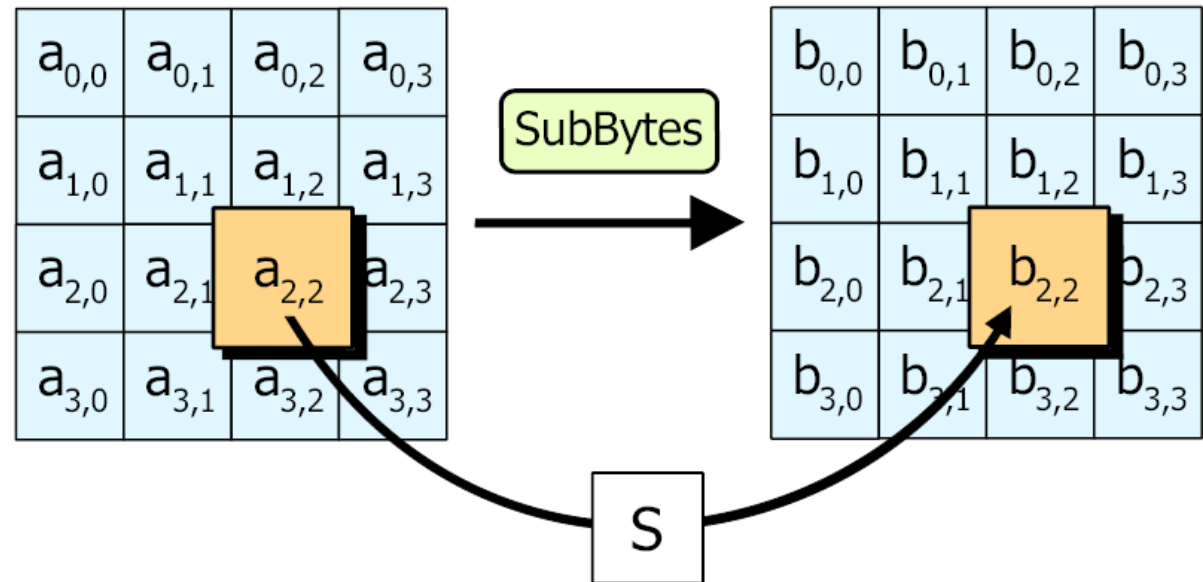 a0,0 a0,1 a0,2 a0,3
a1,0 a1,1 a1,2 a1,3
a2,0 a2,1 a2,2 a2,3
a3,0 a3,1 a3,2 a3,3
SubBytes
b0,0 b0,1 b0,2 b0,3
b1,0 b1,1 b1,2 b1,3
b2,0 b2,1 b2,2 b2,3
b3,0 b3,1 b3,2 b3,3
S